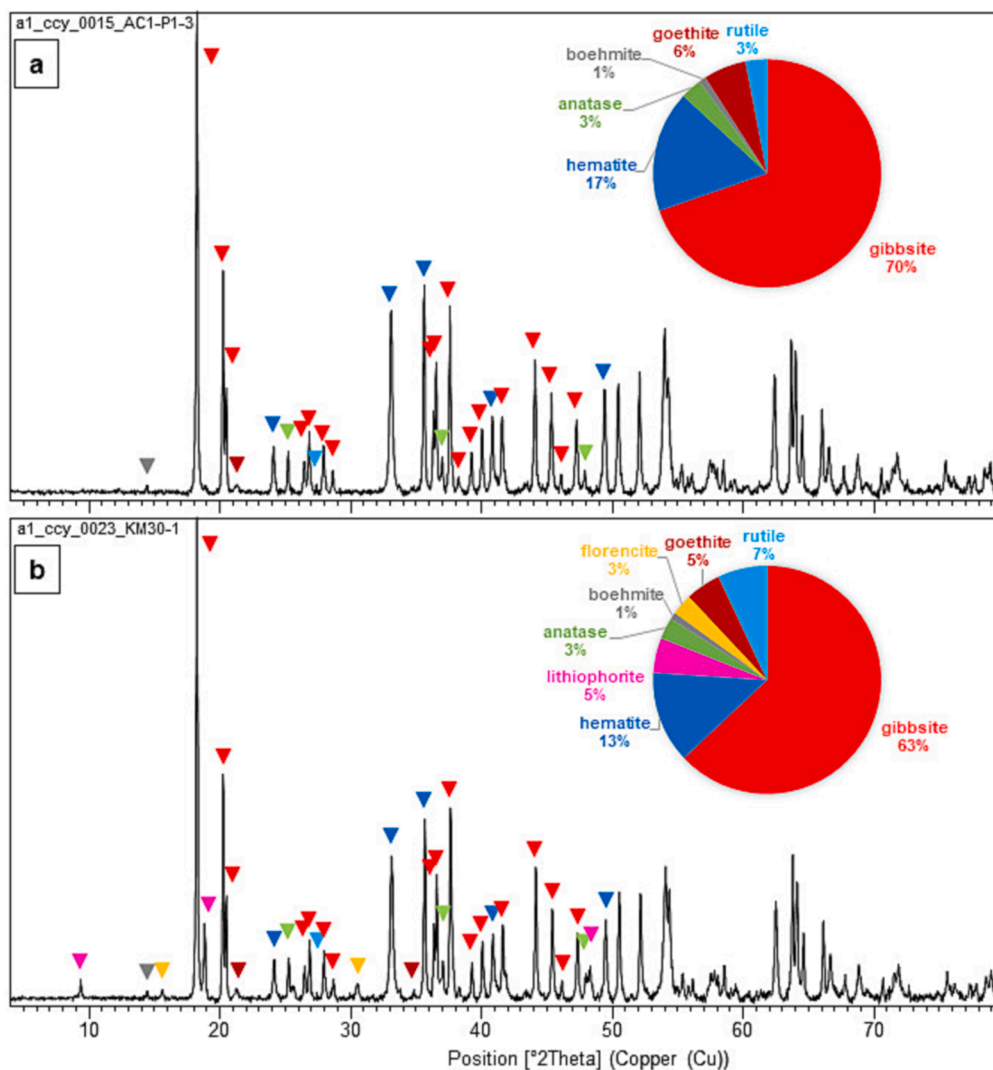 a1_ccy_0015_AC1-P1-3
a
goethite
6%
rutile
3%
boehmite
1%
anatase
3%
hematite
17%
gibbsite
70%
a1_ccy_0023_KM30-1
b
florencite
3%
goethite
5%
rutile
7%
boehmite
1%
anatase
3%
lithiophorite
5%
hematite
13%
gibbsite
63%
10 20 30 40 50 60 70
Position [°2Theta] (Copper (Cu))